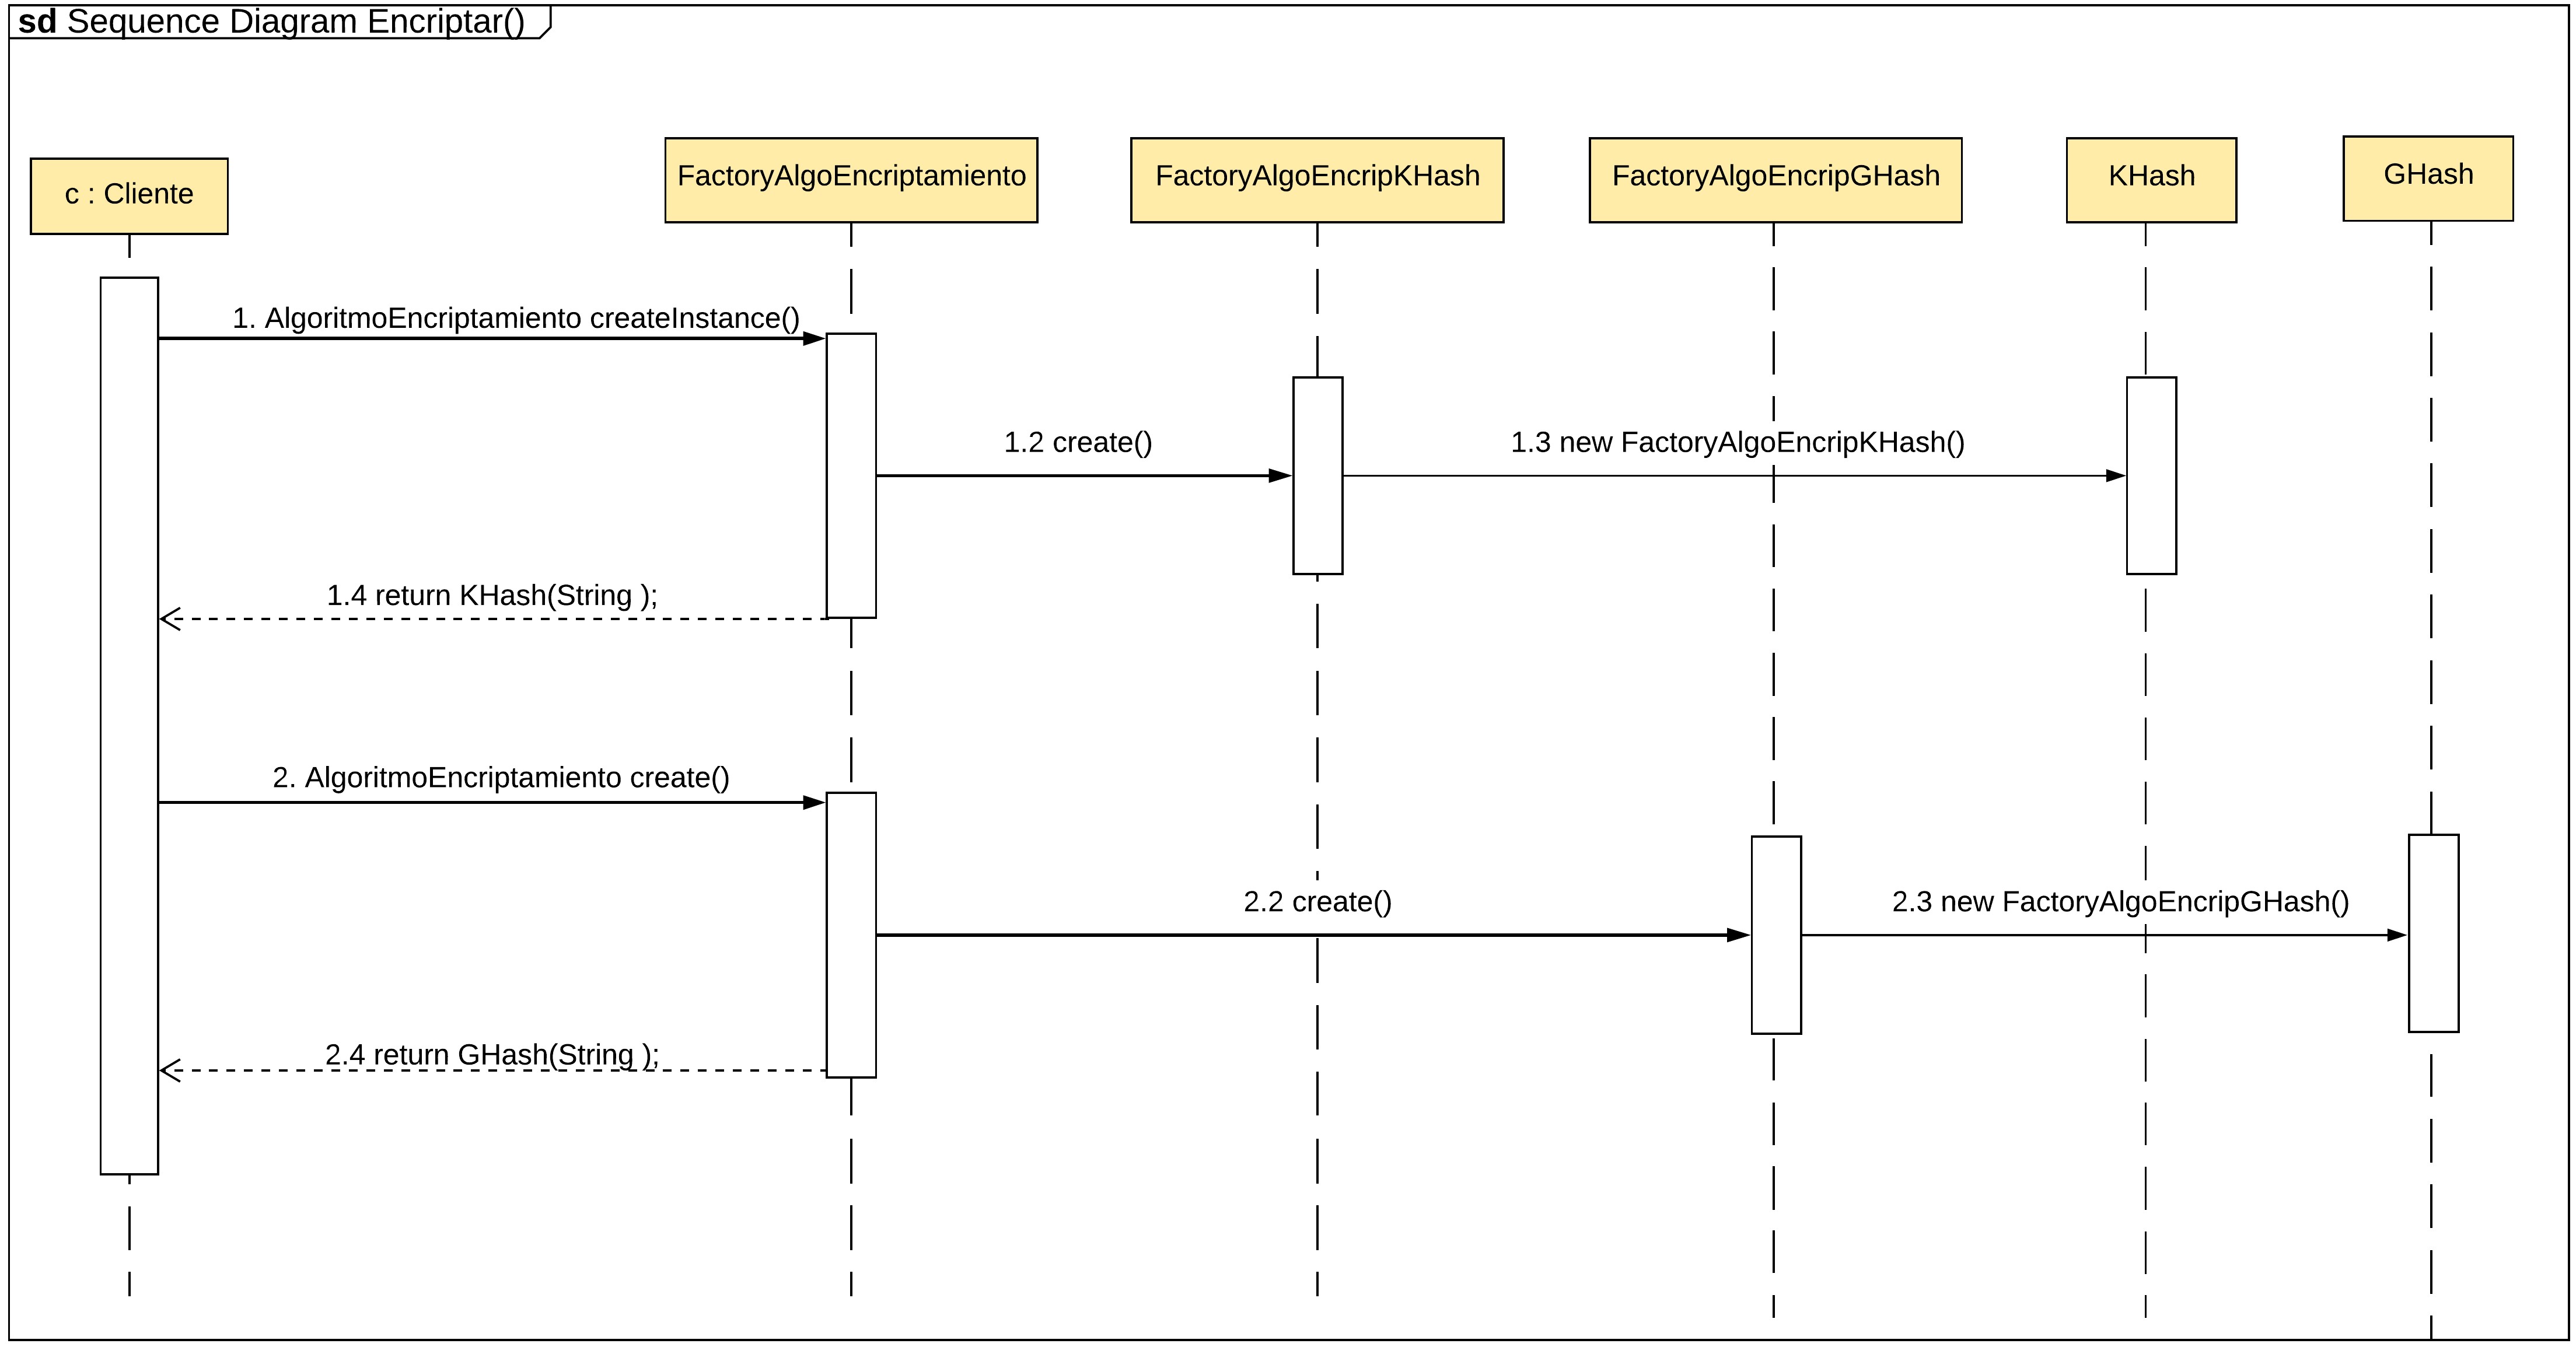 sd Sequence Diagram Encriptar()
c : Cliente
FactoryAlgoEncriptamiento
FactoryAlgoEncripKHash
FactoryAlgoEncripGHash
KHash
GHash
1. AlgoritmoEncriptamiento createInstance()
1.2 create()
1.3 new FactoryAlgoEncripKHash()
1.4 return KHash(String );
2. AlgoritmoEncriptamiento create()
2.2 create()
2.3 new FactoryAlgoEncripGHash()
2.4 return GHash(String );